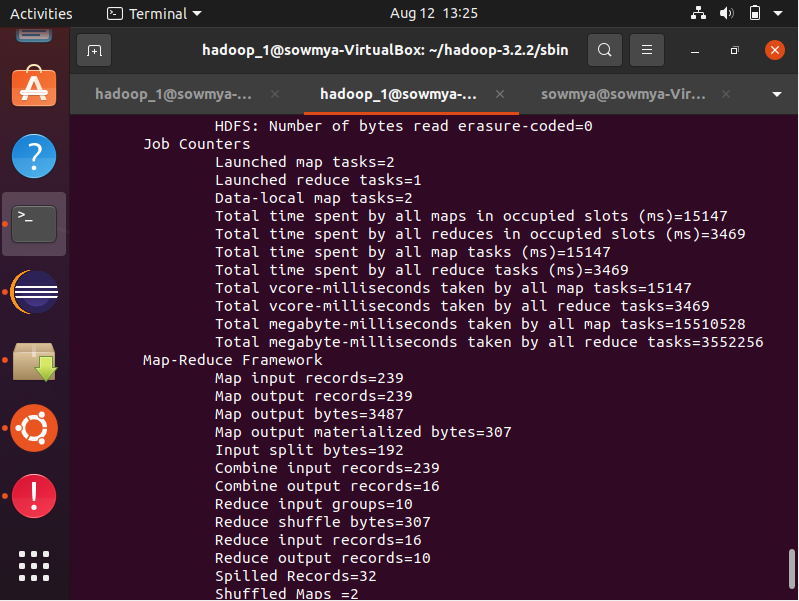 Activities
Terminal
Aug 12 13:25
hadoop_1@sowmya-VirtualBox: ~/hadoop-3.2.2/sbin
hadoop_1@sowmya-...
hadoop_1@sowmya-...
sowmya@sowmya-Vir...
HDFS: Number of bytes read erasure-coded=0
Job Counters
Launched map tasks=2
Launched reduce tasks=1
Data-local map tasks=2
Total time spent by all maps in occupied slots (ms)=15147
Total time spent by all reduces in occupied slots (ms)=3469
Total time spent by all map tasks (ms)=15147
Total time spent by all reduce tasks (ms)=3469
Total vcore-milliseconds taken by all map tasks=15147
Total vcore-milliseconds taken by all reduce tasks=3469
Total megabyte-milliseconds taken by all map tasks=15510528
Total megabyte-milliseconds taken by all reduce tasks=3552256
Map-Reduce Framework
Map input records=239
Map output records=239
Map output bytes=3487
Map output materialized bytes=307
Input split bytes=192
Combine input records=239
Combine output records=16
Reduce input groups=10
Reduce shuffle bytes=307
Reduce input records=16
Reduce output records=10
Spilled Records=32
Shuffled Maps =2